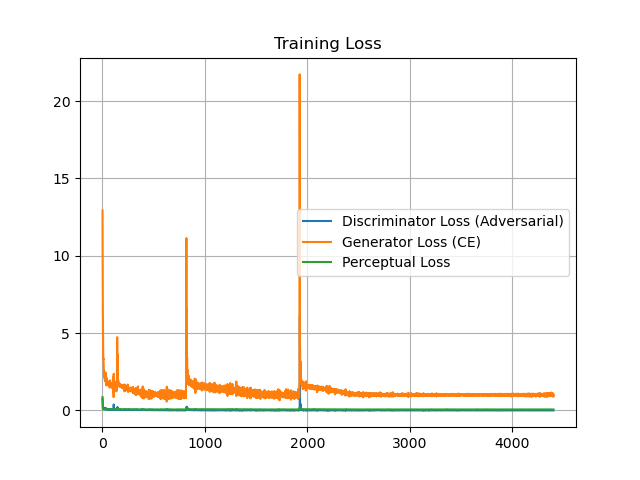 Training Loss
20
15
10
5
0
Discriminator Loss (Adversarial)
Generator Loss (CE)
Perceptual Loss
0 1000 2000 3000 4000